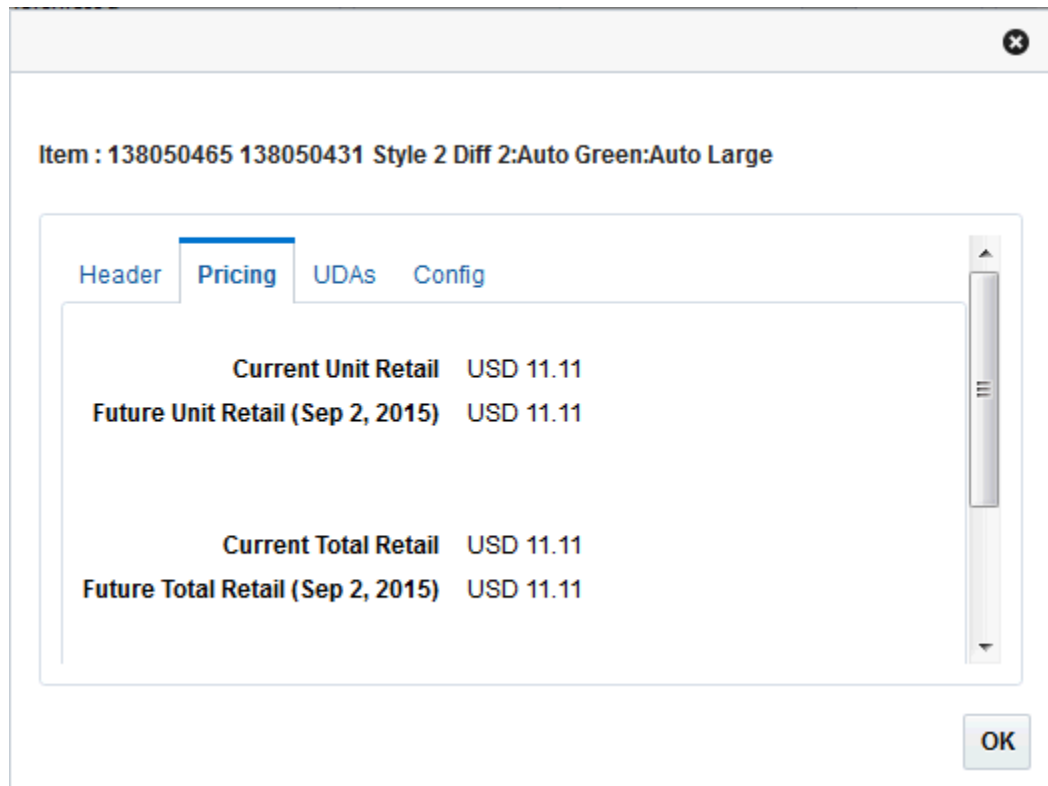 Item : 138050465 138050431 Style 2 Diff 2:Auto Green:Auto Large
Header Pricing UDAs Config
Current Unit Retail USD 11.11
Future Unit Retail (Sep 2, 2015) USD 11.11
Current Total Retail USD 11.11
Future Total Retail (Sep 2, 2015) USD 11.11
OK